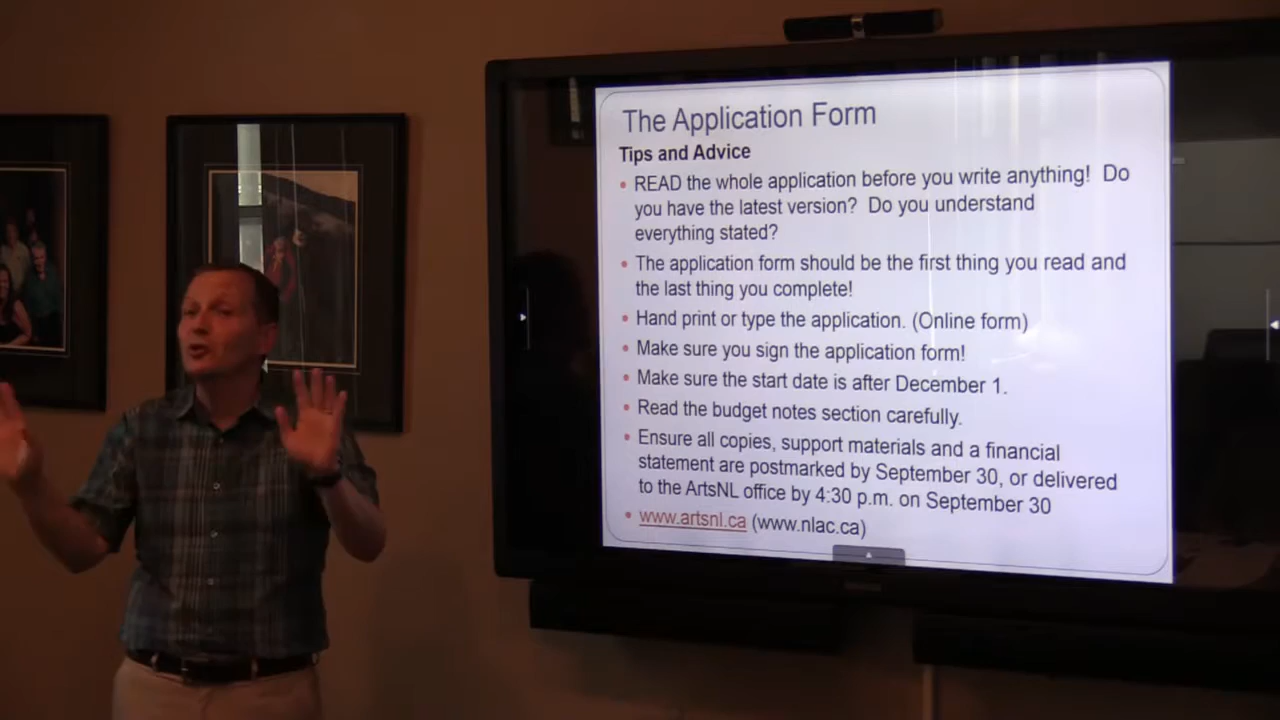 The Application Form
Tips and Advice
• READ the whole application before you write anything! Do
you have the latest version? Do you understand
everything stated?
• The application form should be the first thing you read and
the last thing you complete!
• Hand print or type the application. (Online form)
• Make sure you sign the application form!
• Make sure the start date is after December 1.
• Read the budget notes section carefully.
• Ensure all copies, support materials and a financial
statement are postmarked by September 30, or delivered
to the ArtsNL office by 4:30 p.m. on September 30
• www.artsnl.ca (www.nlac.ca)